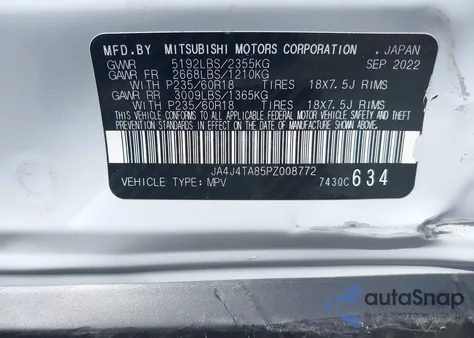 MFD.BY MITSUBISHI MOTORS CORPORATION , JAPAN
GWVR 5192LBS/2355KG SEP 2022
GAWR FR 2668LBS/1210KG
WITH P235/60R18 TIRES 18X7.5J RIMS
GAWR RR 3009LBS/1365KG
WITH P235/60R18 TIRES 18X7.5J RIMS
THIS VEHICLE CONFORMS TO ALL APPLICABLE
FEDERAL MOTOR VEHICLE SAFETY AND THEFT
PREVENTION STANDARDS IN EFFECT ON THE DATE
OF MANUFACTURE SHOWN ABOVE.
JA4J4TA85PZ008772
VEHICLE TYPE: MPV 7430C 634
autoSnap